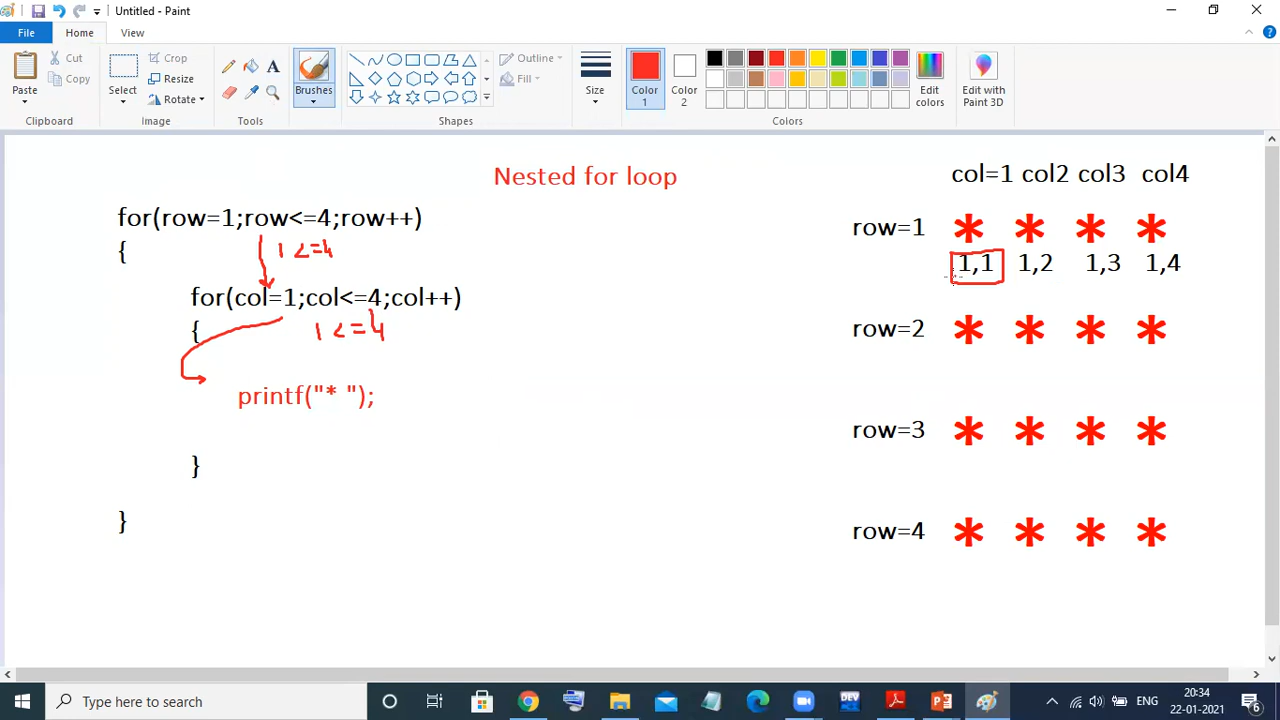 Untitled - Paint
File Home View
Paste
Cut
Copy
Clipboard
Select
Crop
Resize
Rotate
Image
A
Tools
Brushes
Shapes
Outline
Fill
Size
Color 1
Color 2
Colors
Edit colors
Edit with Paint 3D
Nested for loop
for(row=1;row<=4;row++)
1 <=4
{
for(col=1;col<=4;col++)
{
1 <=4
printf("* ");
}
}
col=1 col2 col3 col4
row=1 * * * *
1,1 1,2 1,3 1,4
row=2 * * * *
row=3 * * * *
row=4 * * * *
Type here to search
DEV
ENG
20:34
22-01-2021
6